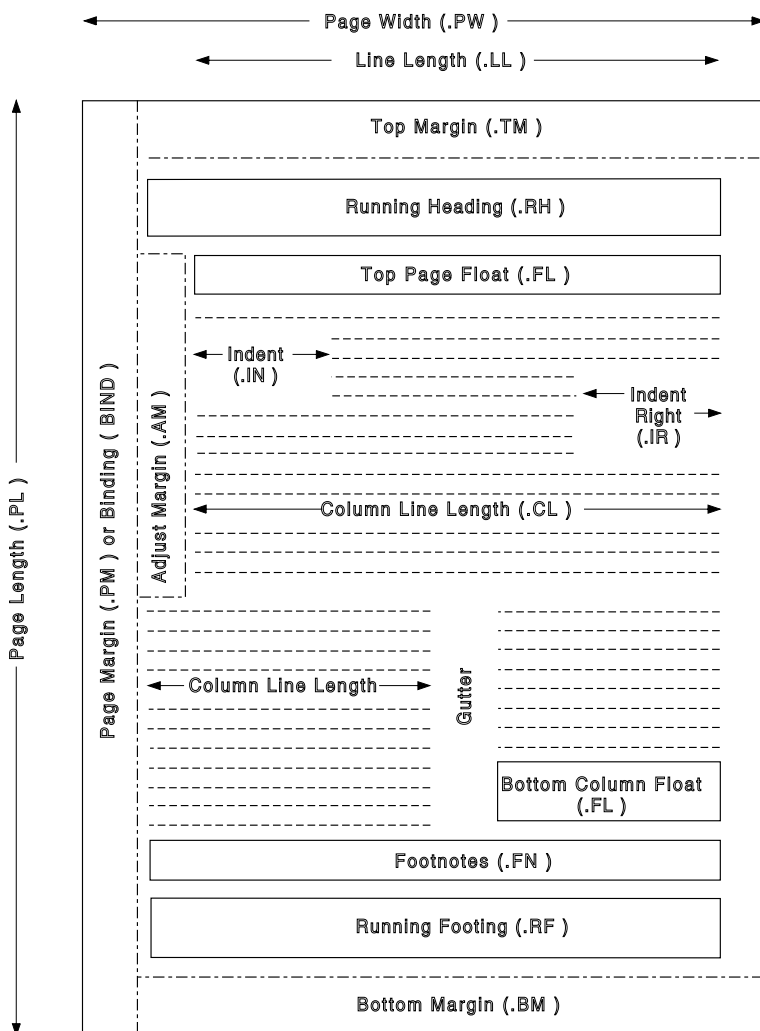 Page Width (.PW )
Line Length (.LL )
Top Margin (.TM )
Running Heading (.RH )
Top Page Float (.FL )
Indent
(.IN )
Indent
Right
(.IR )
Column Line Length (.CL )
Page Length (.PL )
Page Margin (.PM ) or Binding ( BIND )
Adjust Margin (.AM )
Column Line Length
Gutter
Bottom Column Float
(.FL )
Footnotes (.FN )
Running Footing (.RF )
Bottom Margin (.BM )